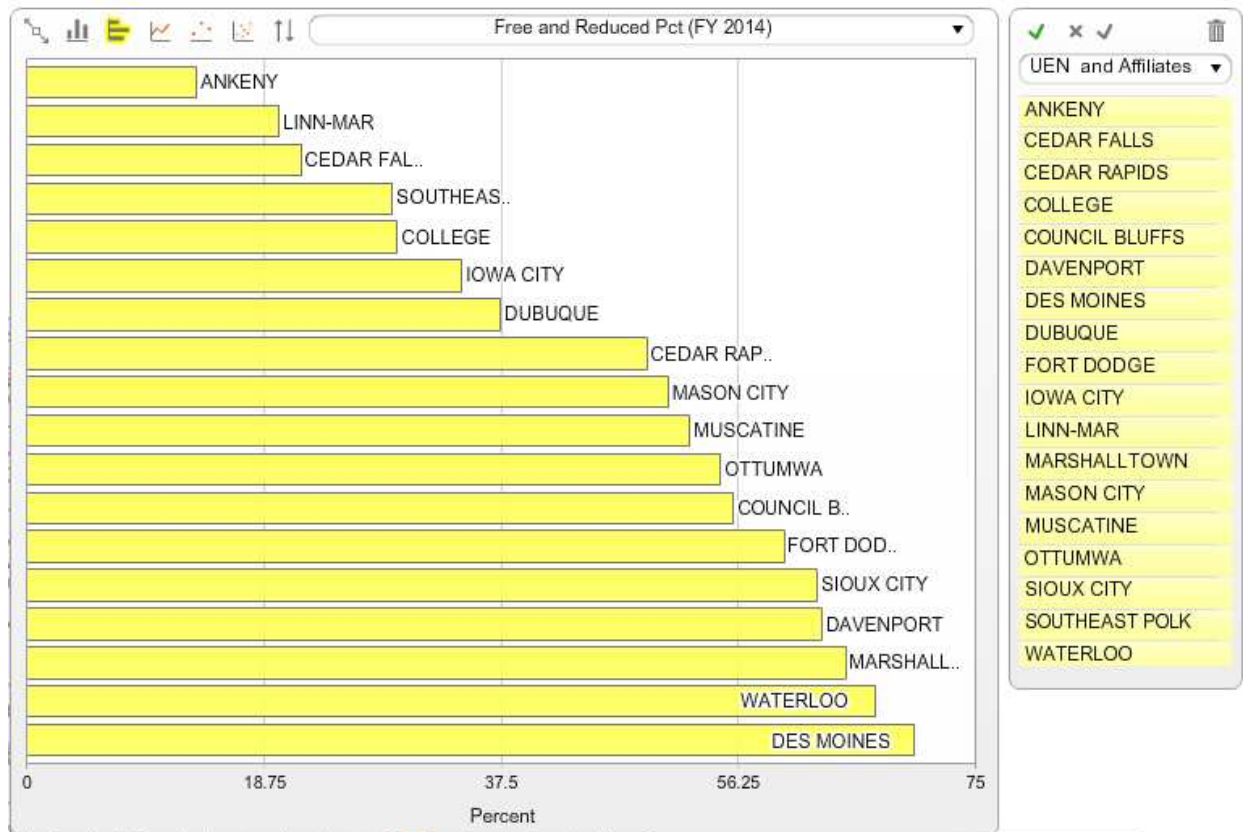 Free and Reduced Pct (FY 2014)
ANKENY
LINN-MAR
CEDAR FAL..
SOUTHEAS..
COLLEGE
IOWA CITY
DUBUQUE
CEDAR RAP..
MASON CITY
MUSCATINE
OTTUMWA
COUNCIL B..
FORT DOD..
SIOUX CITY
DAVENPORT
MARSHALL..
WATERLOO
DES MOINES
0 18.75 37.5 56.25 75
Percent
UEN and Affiliates
ANKENY
CEDAR FALLS
CEDAR RAPIDS
COLLEGE
COUNCIL BLUFFS
DAVENPORT
DES MOINES
DUBUQUE
FORT DODGE
IOWA CITY
LINN-MAR
MARSHALLTOWN
MASON CITY
MUSCATINE
OTTUMWA
SIOUX CITY
SOUTHEAST POLK
WATERLOO